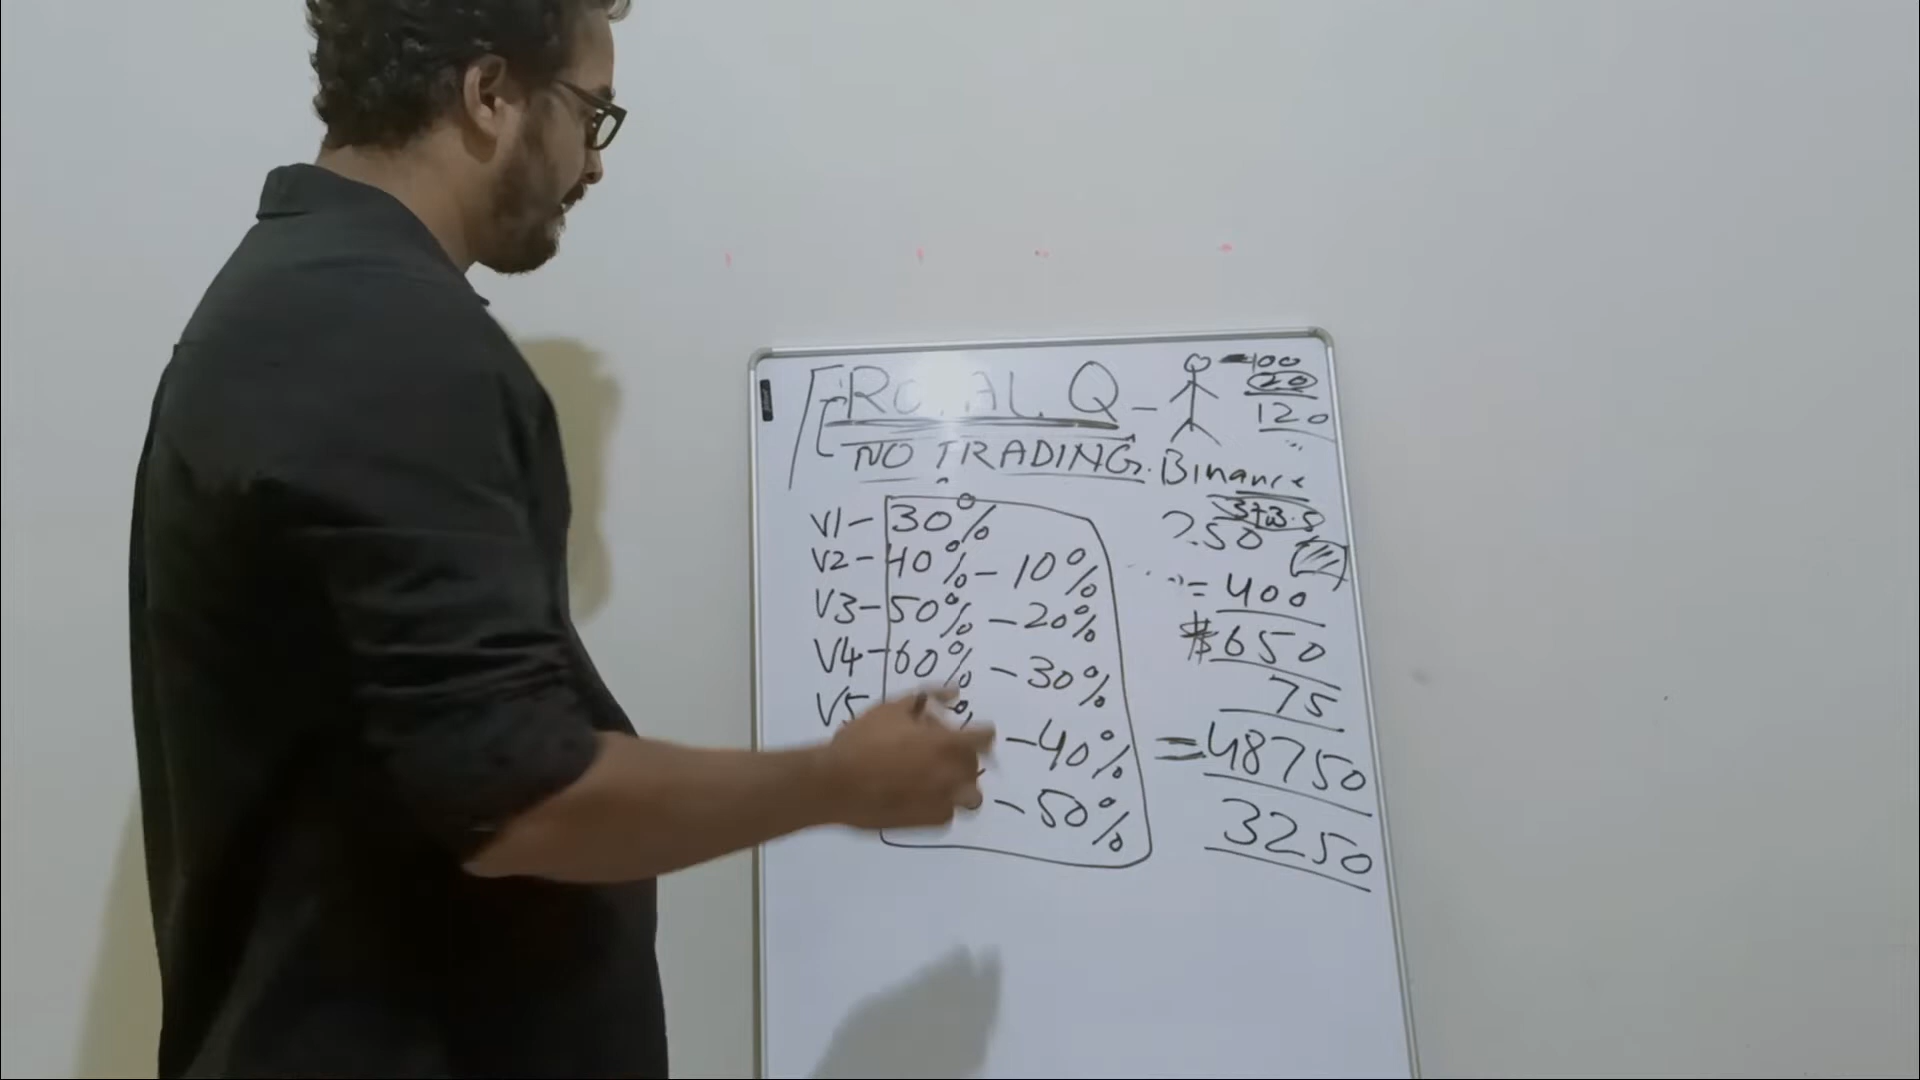 ROYAL Q - 100
20
120
NO TRADING. Binance
V1- 30%
V2- 40% - 10%
V3- 50% - 20%
V4- 60% - 30%
V5
- 40%
- 50%
250
= 400
$650
75
=48750
3250